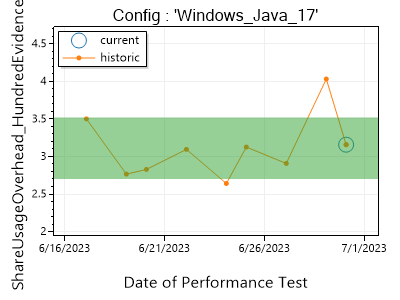 Config : 'Windows_Java_17'
ShareUsageOverhead_HundredEvidence
current
historic
4.5
4
3.5
3
2.5
2
6/16/2023
6/21/2023
6/26/2023
7/1/2023
Date of Performance Test